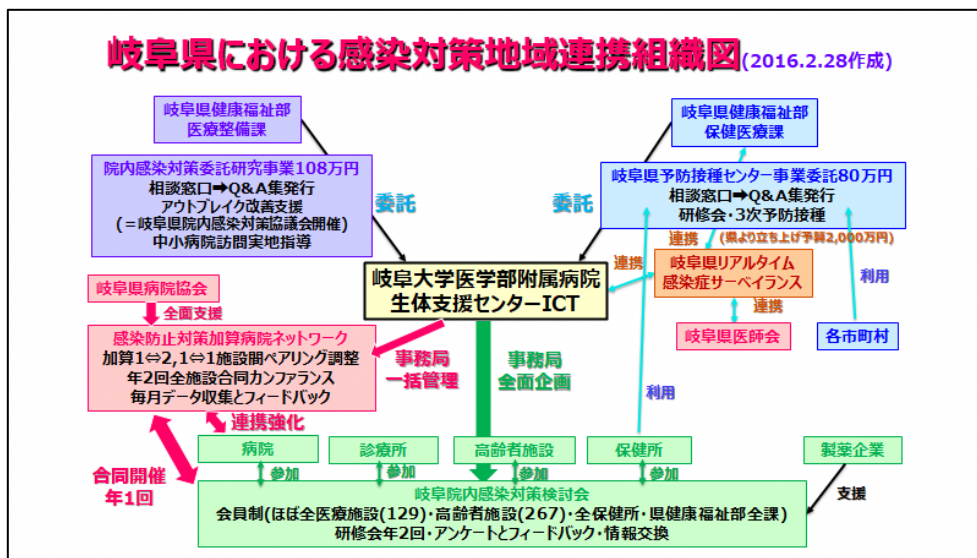 岐阜県における感染対策地域連携組織図(2016.2.28作成)
岐阜県健康福祉部
医療整備課
岐阜県健康福祉部
保健医療課
院内感染対策委託研究事業108万円
相談窓口➡Q&A集発行
アウトブレイク改善支援
(=岐阜県院内感染対策協議会開催)
中小病院訪問実地指導
委託
委託
岐阜県予防接種センター事業委託80万円
相談窓口➡Q&A集発行
研修会・3次予防接種
連携
(県より立ち上げ予算2,000万円)
岐阜大学医学部附属病院
生体支援センターICT
連携
岐阜県リアルタイム
感染症サーベイランス
利用
岐阜県病院協会
全面支援
連携
岐阜県医師会
各市町村
感染防止対策加算病院ネットワーク
加算1⇔2,1⇔1施設間ペアリング調整
年2回全施設合同カンファランス
毎月データ収集とフィードバック
事務局
一括管理
事務局
全面企画
利用
連携強化
病院
診療所
高齢者施設
保健所
製薬企業
合同開催
年1回
参加
参加
参加
参加
支援
岐阜院内感染対策検討会
会員制(ほぼ全医療施設(129)・高齢者施設(267)・全保健所・県健康福祉部全課)
研修会年2回・アンケートとフィードバック・情報交換